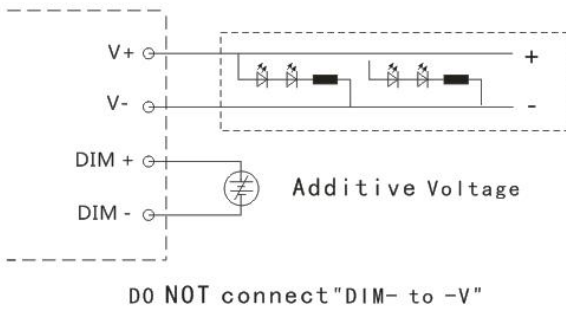 V+
+
V-
-
DIM +
Additive Voltage
DIM -
DO NOT connect"DIM- to -V"